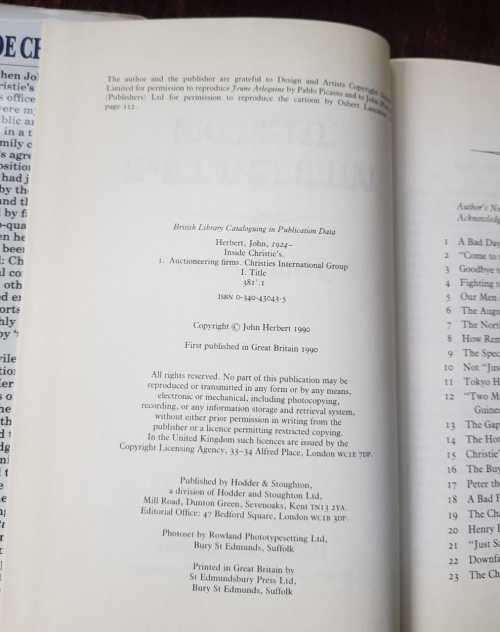 DE CH
The author and the publisher are grateful to Design and Artists Copyright
Limited for permission to reproduce Jeune Arlequine by Pablo Picasso and to John
(Publishers) Ltd for permission to reproduce the cartoon by Osbert Lancaster
page 112.
British Library Cataloguing in Publication Data
Herbert, John, 1924–
Inside Christie's.
1. Auctioneering firms. Christies International Group
I. Title
381'.1
ISBN 0-340-43043-5
Copyright © John Herbert 1990
First published in Great Britain 1990
All rights reserved. No part of this publication may be
reproduced or transmitted in any form or by any means,
electronic or mechanical, including photocopying,
recording, or any information storage and retrieval system,
without either prior permission in writing from the
publisher or a licence permitting restricted copying.
In the United Kingdom such licences are issued by the
Copyright Licensing Agency, 33–34 Alfred Place, London WC1E 7DP.
Published by Hodder & Stoughton,
a division of Hodder and Stoughton Ltd,
Mill Road, Dunton Green, Sevenoaks, Kent TN13 2YA.
Editorial Office: 47 Bedford Square, London WC1B 3DP.
Photoset by Rowland Phototypesetting Ltd,
Bury St Edmunds, Suffolk
Printed in Great Britain by
St Edmundsbury Press Ltd,
Bury St Edmunds, Suffolk
Author's No
Acknowledg
1 A Bad Day
2 "Come to
3 Goodbye
4 Fighting
5 Our Men
6 The Augu
7 The North
8 How Rem
9 The Spec
10 Not "Jus
11 Tokyo H
12 "Two M
Guine
13 The Gap
14 The Hot
15 Christie'
16 The Buy
17 Peter the
18 A Bad F
19 The Cha
20 Henry
21 "Just Sa
22 Downfa
23 The Ch